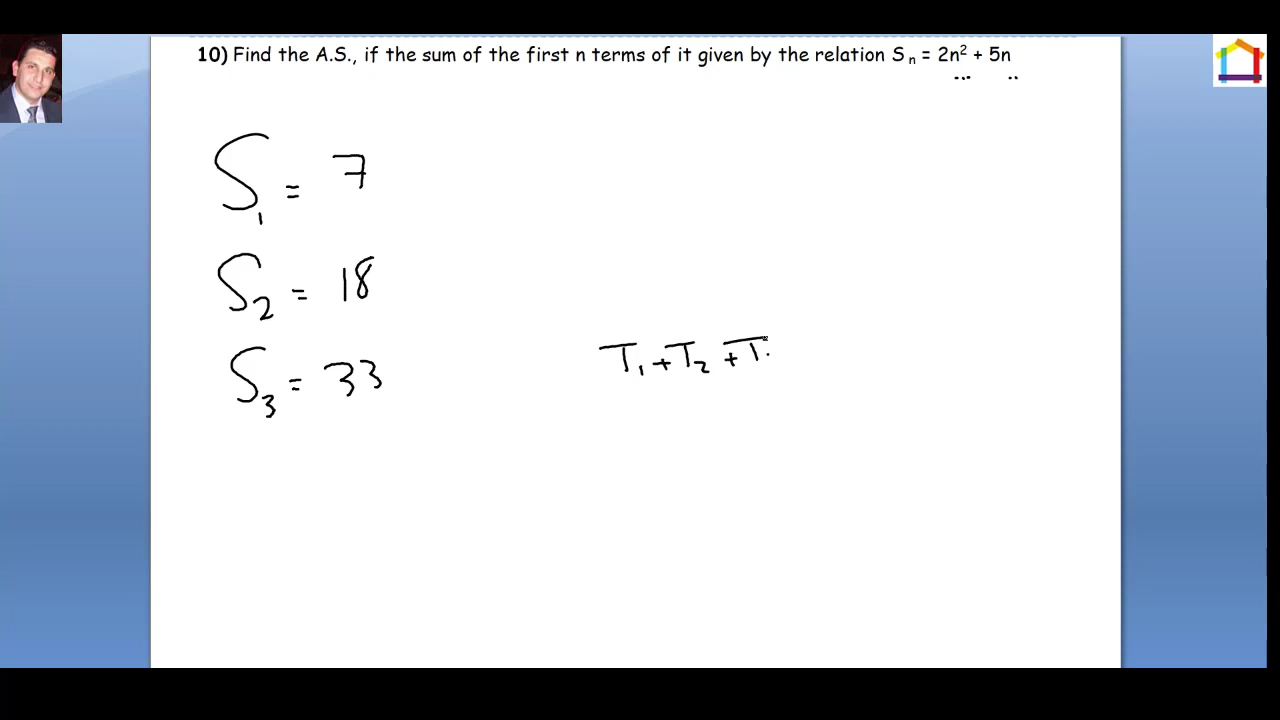 10) Find the A.S., if the sum of the first n terms of it given by the relation S n = 2n² + 5n
S₁ = 7
S₂ = 18
S₃ = 33
T₁ + T₂ + T